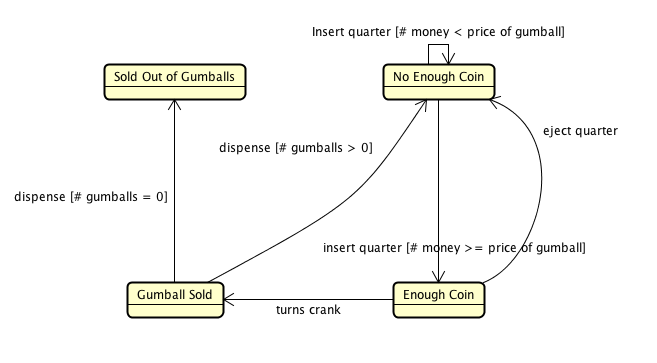 Insert quarter [# money < price of gumball]
Sold Out of Gumballs
No Enough Coin
eject quarter
dispense [# gumballs > 0]
dispense [# gumballs = 0]
insert quarter [# money >= price of gumball]
Gumball Sold
Enough Coin
turns crank